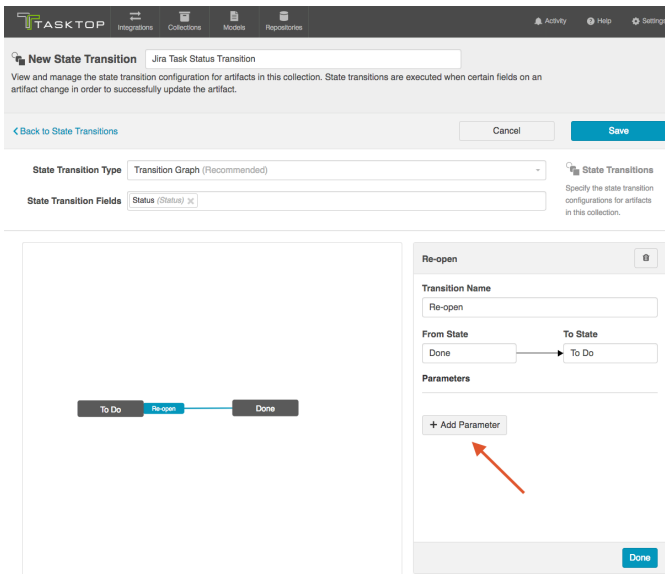 TASKTOP
Integrations
Collections
Models
Repositories
Activity
Help
Settings
New State Transition
Jira Task Status Transition
View and manage the state transition configuration for artifacts in this collection. State transitions are executed when certain fields on an
artifact change in order to successfully update the artifact.
Back to State Transitions
Cancel
Save
State Transition Type
Transition Graph (Recommended)
State Transition Fields
Status (Status)
State Transitions
Specify the state transition
configurations for artifacts
in this collection.
To Do
Re-open
Done
Re-open
Transition Name
Re-open
From State
To State
Done
To Do
Parameters
+ Add Parameter
Done